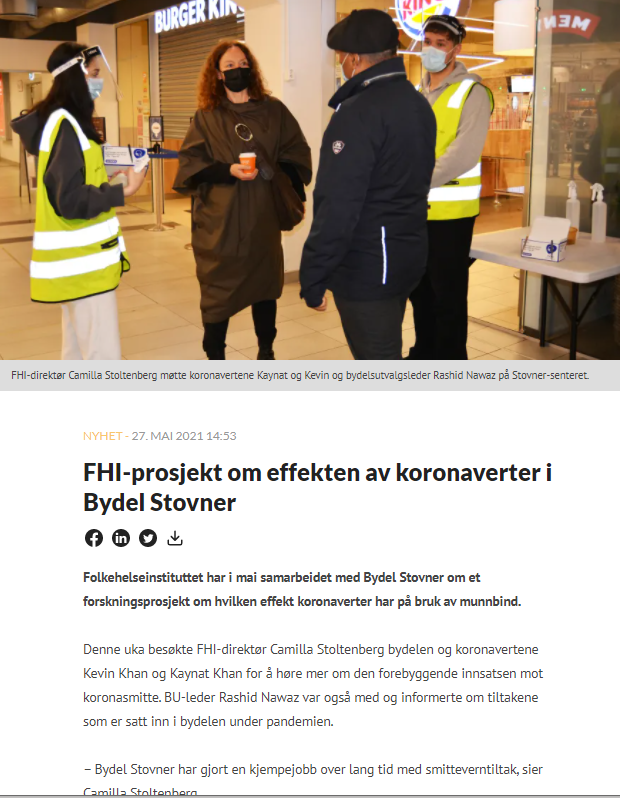 BURGER KING
MENY
FHI-direktør Camilla Stoltenberg møtte koronavertene Kaynat og Kevin og bydelsutvalgsleder Rashid Nawaz på Stovner-senteret.
NYHET - 27. MAI 2021 14:53
FHI-prosjekt om effekten av koronaverter i
Bydel Stovner
Folkehelseinstituttet har i mai samarbeidet med Bydel Stovner om et
forskningsprosjekt om hvilken effekt koronaverter har på bruk av munnbind.
Denne uka besøkte FHI-direktør Camilla Stoltenberg bydelen og koronavertene
Kevin Khan og Kaynat Khan for å høre mer om den forebyggende innsatsen mot
koronasmitte. BU-leder Rashid Nawaz var også med og informerte om tiltakene
som er satt inn i bydelen under pandemien.
– Bydel Stovner har gjort en kjempejobb over lang tid med smitteverntiltak, sier
Camilla Stoltenberg